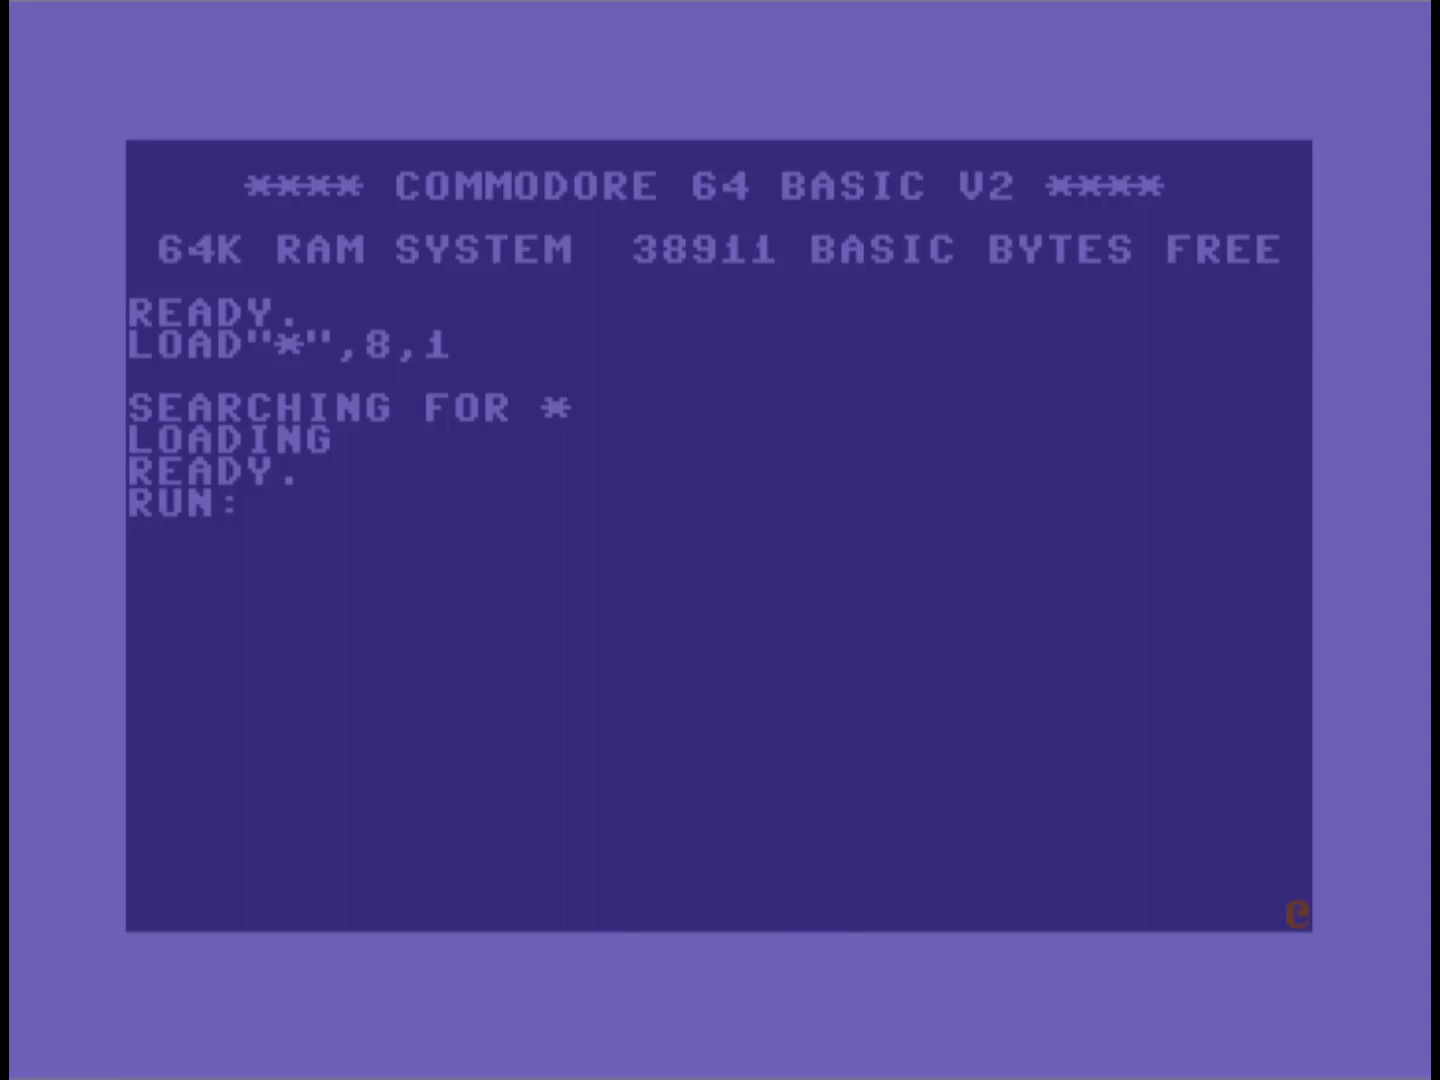 **** COMMODORE 64 BASIC V2 ****
64K RAM SYSTEM  38911 BASIC BYTES FREE
READY.
LOAD"*",8,1
SEARCHING FOR *
LOADING
READY.
RUN:
@